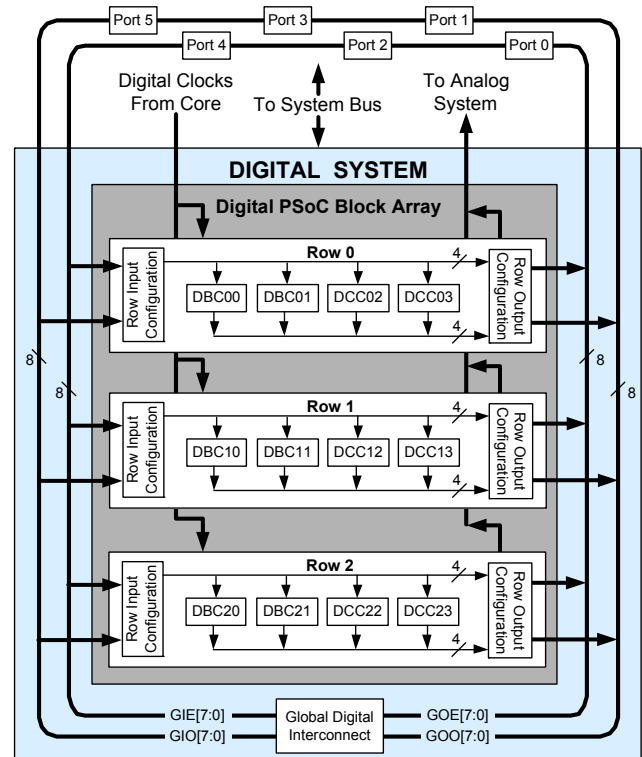 Port 5
Port 3
Port 1
Port 4
Port 2
Port 0
Digital Clocks
From Core
To System Bus
To Analog
System
DIGITAL SYSTEM
Digital PSoC Block Array
Row Input
Configuration
Row 0
4
DBC00
DBC01
DCC02
DCC03
4
Row Output
Configuration
8
8
8
8
Row Input
Configuration
Row 1
4
DBC10
DBC11
DCC12
DCC13
4
Row Output
Configuration
Row Input
Configuration
Row 2
4
DBC20
DBC21
DCC22
DCC23
4
Row Output
Configuration
GIE[7:0]
GIO[7:0]
Global Digital
Interconnect
GOE[7:0]
GOO[7:0]